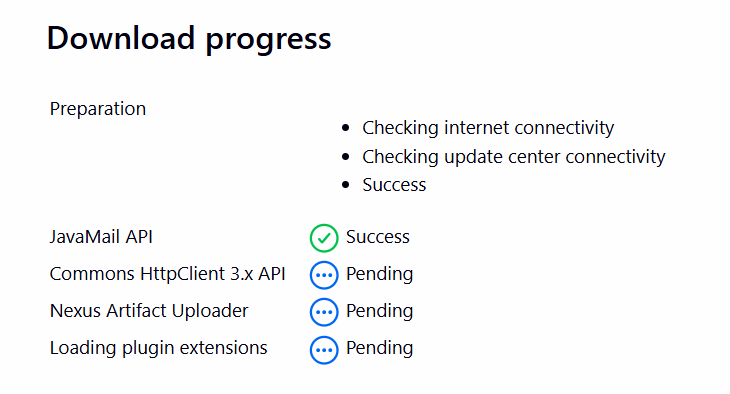 Download progress
Preparation
Checking internet connectivity
Checking update center connectivity
Success
JavaMail API Success
Commons HttpClient 3.x API Pending
Nexus Artifact Uploader Pending
Loading plugin extensions Pending